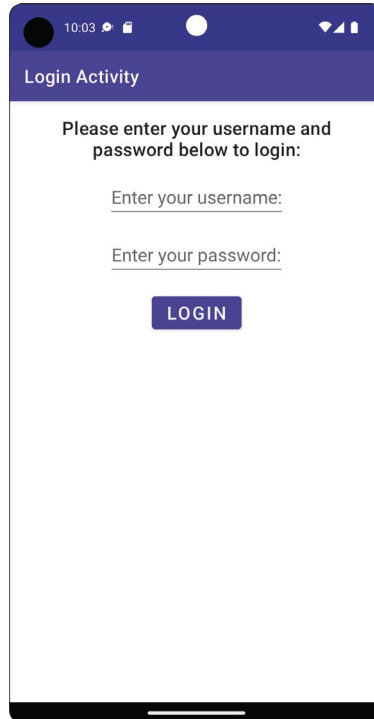 10:03
Login Activity
Please enter your username and
password below to login:
Enter your username:
Enter your password:
LOGIN